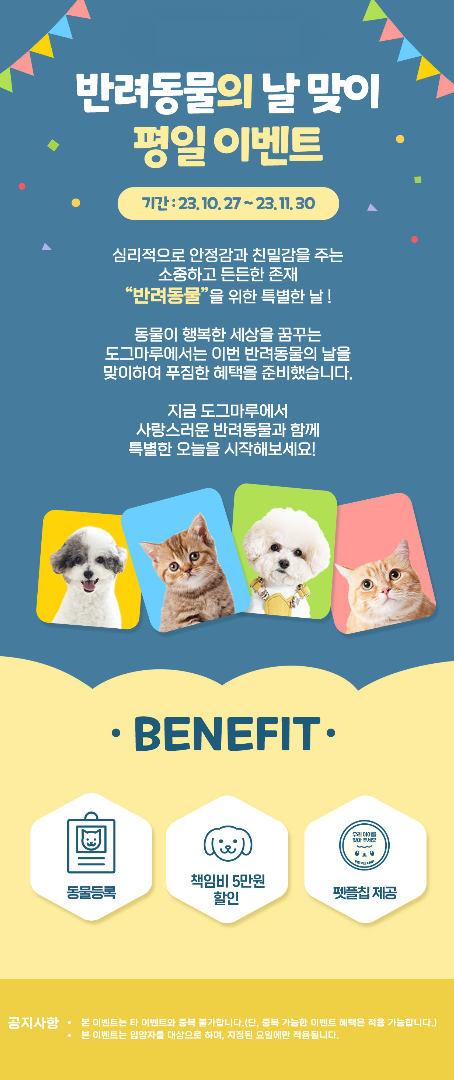 반려동물의 날 맞이
평일 이벤트
기간 : 23. 10. 27 ~ 23. 11. 30
심리적으로 안정감과 친밀감을 주는
소중하고 든든한 존재
“반려동물”을 위한 특별한 날 !
동물이 행복한 세상을 꿈꾸는
도그마루에서는 이번 반려동물의 날을
맞이하여 푸짐한 혜택을 준비했습니다.
지금 도그마루에서
사랑스러운 반려동물과 함께
특별한 오늘을 시작해보세요!
· BENEFIT ·
동물등록
책임비 5만원
할인
우리 아이를
찾아 주세요
펫플칩 제공
공지사항
• 본 이벤트는 타 이벤트와 중복 불가합니다.(단, 중복 가능한 이벤트 혜택은 적용 가능합니다.)
• 본 이벤트는 입양자를 대상으로 하며, 지정된 요일에만 적용됩니다.